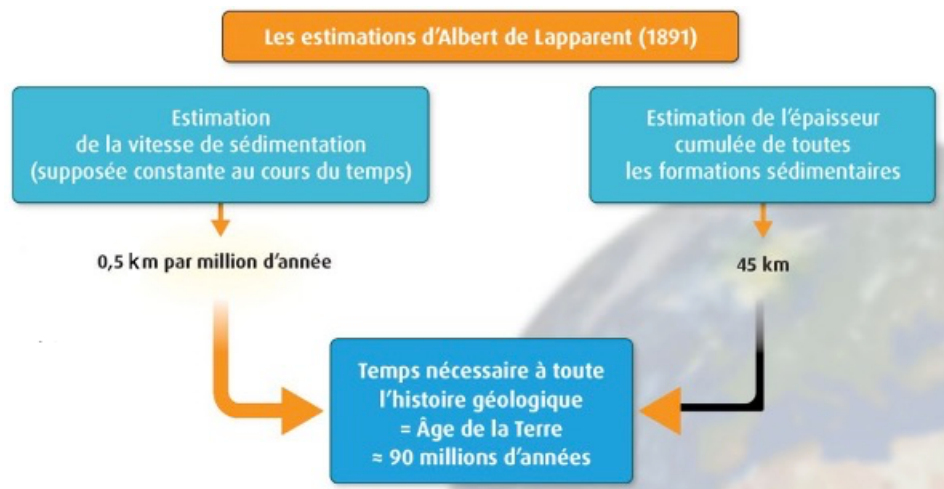 Les estimations d'Albert de Lapparent (1891)
Estimation
de la vitesse de sédimentation
(supposée constante au cours du temps)
Estimation de l'épaisseur
cumulée de toutes
les formations sédimentaires
0,5 km par million d'année
45 km
Temps nécessaire à toute
l'histoire géologique
= Âge de la Terre
≈ 90 millions d'années